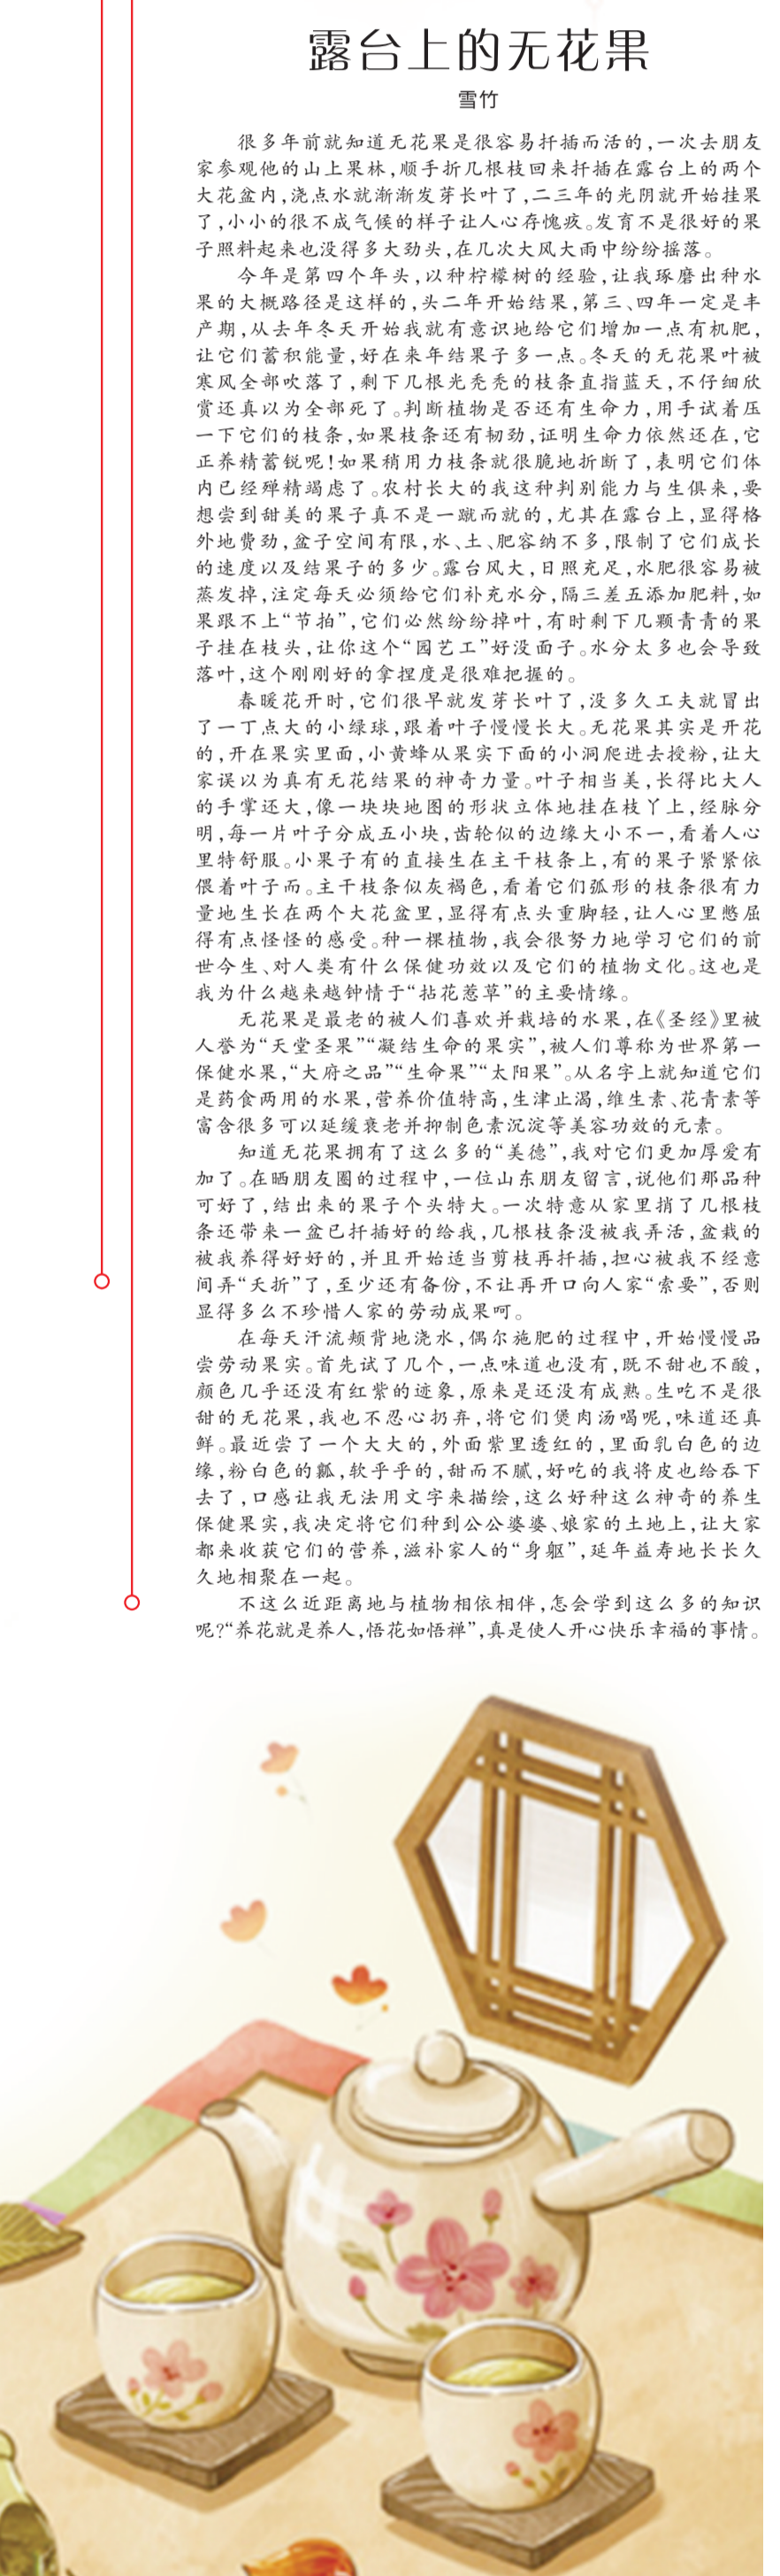 露台上的无花果
雪竹
很多年前就知道无花果是很容易扦插而活的,一次去朋友
家参观他的山上果林,顺手折几根枝回来扦插在露台上的两个
大花盆内,浇点水就渐渐发芽长叶了,二三年的光阴就开始挂果
了,小小的很不成气候的样子让人心存愧疚。发育不是很好的果
子照料起来也没得多大劲头,在几次大风大雨中纷纷摇落。
今年是第四个年头,以种柠檬树的经验,让我琢磨出种水
果的大概路径是这样的,头二年开始结果,第三、四年一定是丰
产期,从去年冬天开始我就有意识地给它们增加一点有机肥,
让它们蓄积能量,好在来年结果子多一点。冬天的无花果叶被
寒风全部吹落了,剩下几根光秃秃的枝条直指蓝天,不仔细欣
赏还真以为全部死了。判断植物是否还有生命力,用手试着压
一下它们的枝条,如果枝条还有韧劲,证明生命力依然还在,它
正养精蓄锐呢!如果稍用力枝条就很脆地折断了,表明它们体
内已经殚精竭虑了。农村长大的我这种判别能力与生俱来,要
想尝到甜美的果子真不是一蹴而就的,尤其在露台上,显得格
外地费劲,盆子空间有限,水、土、肥容纳不多,限制了它们成长
的速度以及结果子的多少。露台风大,日照充足,水肥很容易被
蒸发掉,注定每天必须给它们补充水分,隔三差五添加肥料,如
果跟不上“节拍”,它们必然纷纷掉叶,有时剩下几颗青青的果
子挂在枝头,让你这个“园艺工”好没面子。水分太多也会导致
落叶,这个刚刚好的拿捏度是很难把握的。
春暖花开时,它们很早就发芽长叶了,没多久工夫就冒出
了一丁点大的小绿球,跟着叶子慢慢长大。无花果其实是开花
的,开在果实里面,小黄蜂从果实下面的小洞爬进去授粉,让大
家误以为真有无花结果的神奇力量。叶子相当美,长得比大人
的手掌还大,像一块块地图的形状立体地挂在枝丫上,经脉分
明,每一片叶子分成五小块,齿轮似的边缘大小不一,看着人心
里特舒服。小果子有的直接生在主干枝条上,有的果子紧紧依
偎着叶子而。主干枝条似灰褐色,看着它们弧形的枝条很有力
量地生长在两个大花盆里,显得有点头重脚轻,让人心里憋屈
得有点怪怪的感受。种一棵植物,我会很努力地学习它们的前
世今生、对人类有什么保健功效以及它们的植物文化。这也是
我为什么越来越钟情于“拈花惹草”的主要情缘。
无花果是最老的被人们喜欢并栽培的水果,在《圣经》里被
人誉为“天堂圣果”“凝结生命的果实”,被人们尊称为世界第一
保健水果,“大府之品”“生命果”“太阳果”。从名字上就知道它们
是药食两用的水果,营养价值特高,生津止渴,维生素、花青素等
富含很多可以延缓衰老并抑制色素沉淀等美容功效的元素。
知道无花果拥有了这么多的“美德”,我对它们更加厚爱有
加了。在晒朋友圈的过程中,一位山东朋友留言,说他们那品种
可好了,结出来的果子个头特大。一次特意从家里捎了几根枝
条还带来一盆已扦插好的给我,几根枝条没被我弄活,盆栽的
被我养得好好的,并且开始适当剪枝再扦插,担心被我不经意
间弄“夭折”了,至少还有备份,不让再开口向人家“索要”,否则
显得多么不珍惜人家的劳动成果呵。
在每天汗流颊背地浇水,偶尔施肥的过程中,开始慢慢品
尝劳动果实。首先试了几个,一点味道也没有,既不甜也不酸,
颜色几乎还没有红紫的迹象,原来是还没有成熟。生吃不是很
甜的无花果,我也不忍心扔弃,将它们煲肉汤喝呢,味道还真
鲜。最近尝了一个大大的,外面紫里透红的,里面乳白色的边
缘,粉白色的瓤,软乎乎的,甜而不腻,好吃的我将皮也给吞下
去了,口感让我无法用文字来描绘,这么好种这么神奇的养生
保健果实,我决定将它们种到公公婆婆、娘家的土地上,让大家
都来收获它们的营养,滋补家人的“身躯”,延年益寿地长长久
久地相聚在一起。
不这么近距离地与植物相依相伴,怎会学到这么多的知识
呢?“养花就是养人,悟花如悟禅”,真是使人开心快乐幸福的事情。